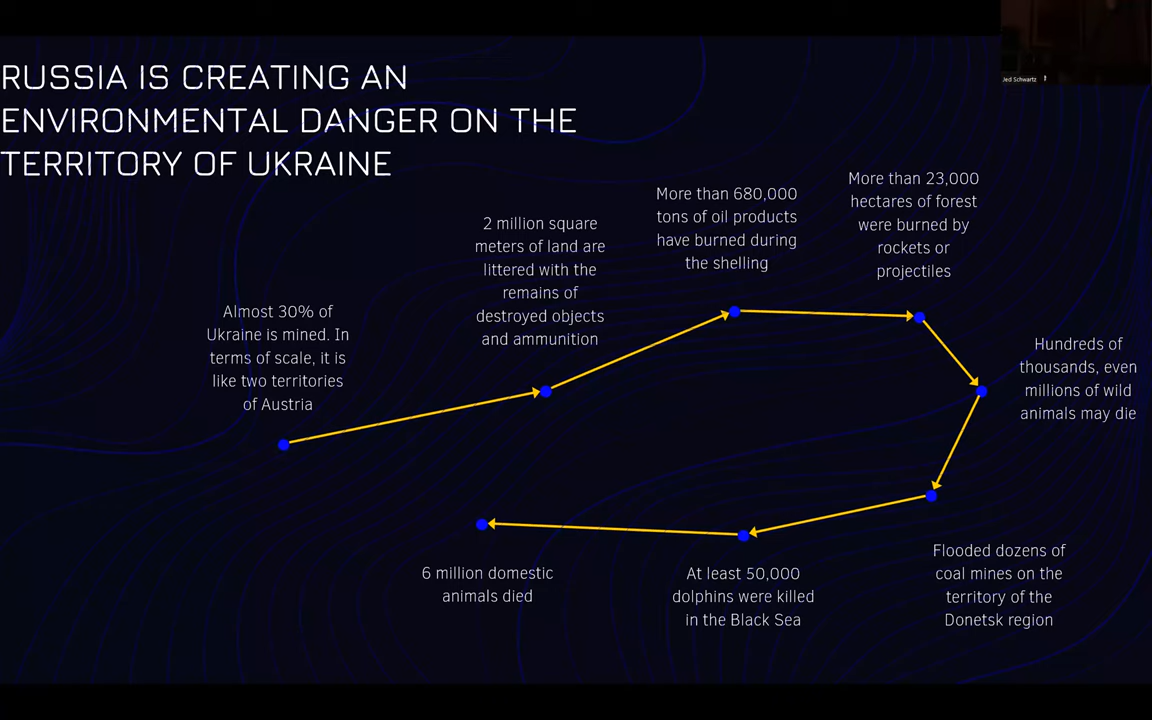 RUSSIA IS CREATING AN
ENVIRONMENTAL DANGER ON THE
TERRITORY OF UKRAINE
Jed Schwartz
Almost 30% of
Ukraine is mined. In
terms of scale, it is
like two territories
of Austria
2 million square
meters of land are
littered with the
remains of
destroyed objects
and ammunition
More than 680,000
tons of oil products
have burned during
the shelling
More than 23,000
hectares of forest
were burned by
rockets or
projectiles
Hundreds of
thousands, even
millions of wild
animals may die
Flooded dozens of
coal mines on the
territory of the
Donetsk region
At least 50,000
dolphins were killed
in the Black Sea
6 million domestic
animals died